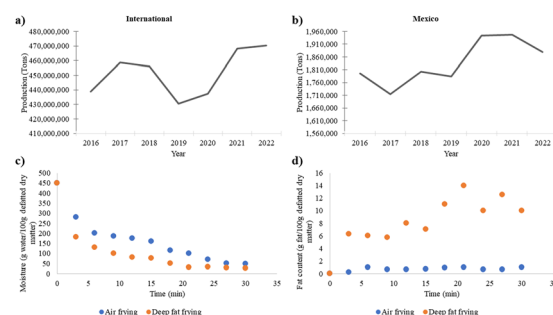 a)
International
480,000,000
470,000,000
460,000,000
450,000,000
440,000,000
430,000,000
420,000,000
410,000,000
Production (Tons)
2016 2017 2018 2019 2020 2021 2022
Year
b)
Mexico
1,960,000
1,910,000
1,860,000
1,810,000
1,760,000
1,710,000
1,660,000
1,610,000
1,560,000
Production (Tons)
2016 2017 2018 2019 2020 2021 2022
Year
c)
500
450
400
350
300
250
200
150
100
50
0
Moisture (g water/100g defitted dry
matter)
0 5 10 15 20 25 30 35
Time (min)
Air frying Deep fat frying
d)
16
14
12
10
8
6
4
2
0
Fat content (g fat/100g defitted dry
matter)
0 5 10 15 20 25 30 35
Time (min)
Air frying Deep fat frying